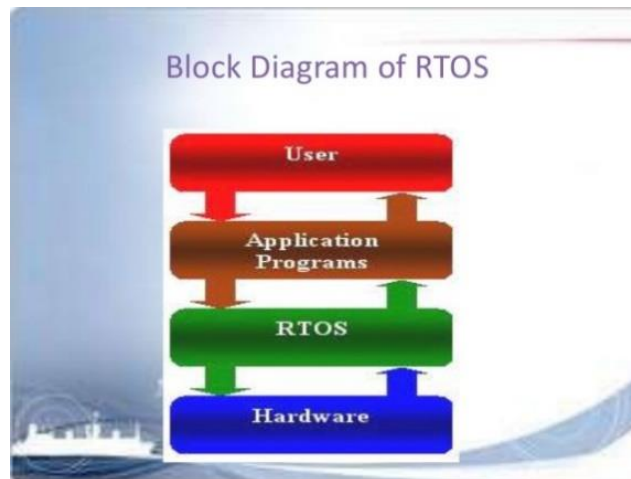 Block Diagram of RTOS
User
Application
Programs
RTOS
Hardware